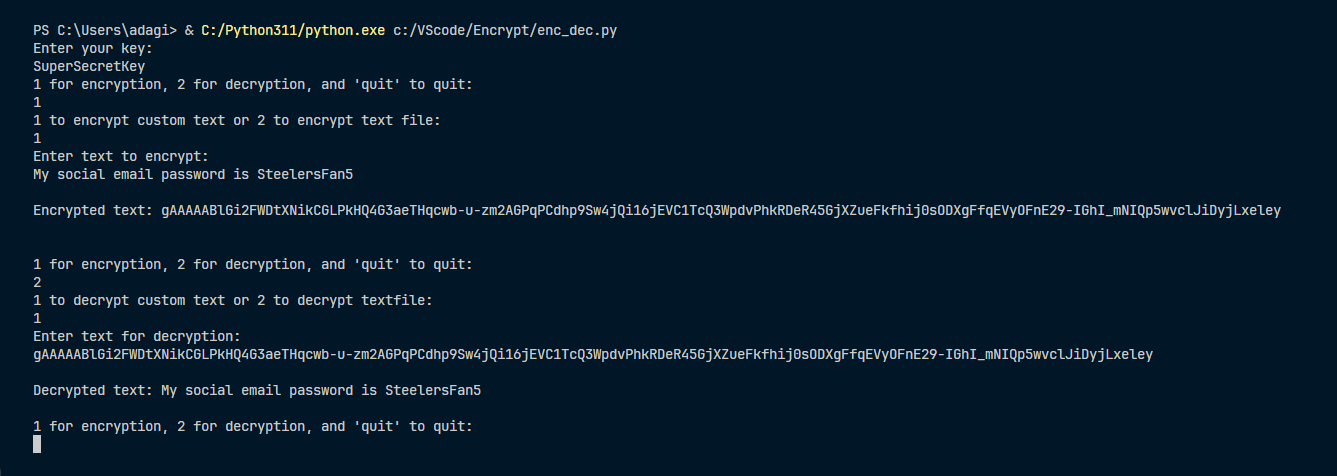 PS C:\Users\adagi> & C:/Python311/python.exe c:/VScode/Encrypt/enc_dec.py
Enter your key:
SuperSecretKey
1 for encryption, 2 for decryption, and 'quit' to quit:
1
1 to encrypt custom text or 2 to encrypt text file:
1
Enter text to encrypt:
My social email password is SteelersFan5
Encrypted text: gAAAAABlGi2FWDtXNikCGLPkHQ4G3aeTHqcwb-u-zm2AGPqPCdhp9Sw4jQi16jEVC1TcQ3WpdvPhkRDeR45GjXZueFkfhij0sODXgFfqEVyOFnE29-IGhI_mNIQp5wvclJiDyjLxeley
1 for encryption, 2 for decryption, and 'quit' to quit:
2
1 to decrypt custom text or 2 to decrypt textfile:
1
Enter text for decryption:
gAAAAABlGi2FWDtXNikCGLPkHQ4G3aeTHqcwb-u-zm2AGPqPCdhp9Sw4jQi16jEVC1TcQ3WpdvPhkRDeR45GjXZueFkfhij0sODXgFfqEVyOFnE29-IGhI_mNIQp5wvclJiDyjLxeley
Decrypted text: My social email password is SteelersFan5
1 for encryption, 2 for decryption, and 'quit' to quit: